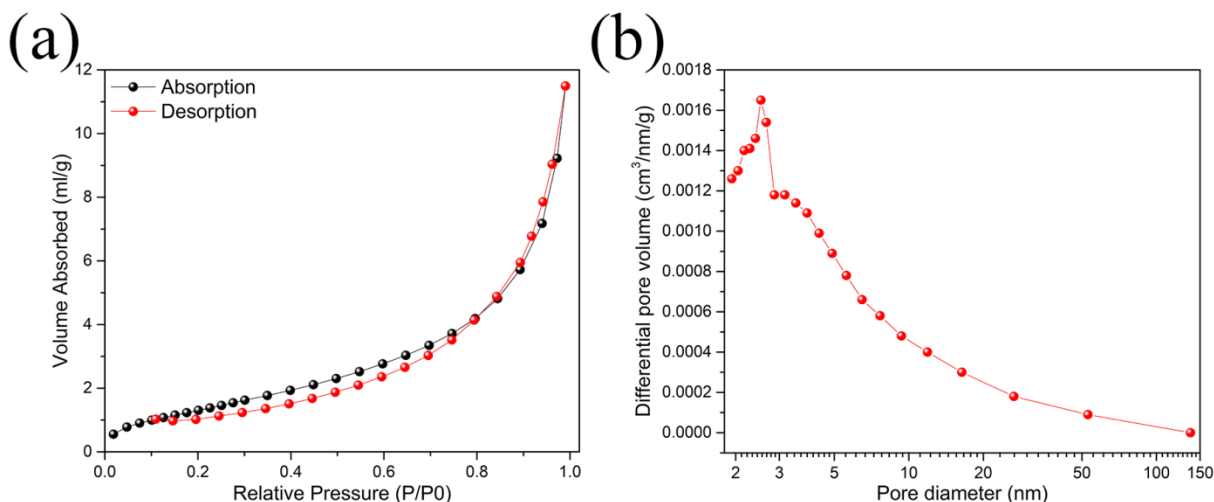 (a)
12
10
8
6
4
2
0
Volume Absorbed (ml/g)
Absorption
Desorption
0.0 0.2 0.4 0.6 0.8 1.0
Relative Pressure (P/P0)
(b)
0.0018
0.0016
0.0014
0.0012
0.0010
0.0008
0.0006
0.0004
0.0002
0.0000
Differential pore volume (cm³/nm/g)
2 3 5 10 20 50 100 150
Pore diameter (nm)